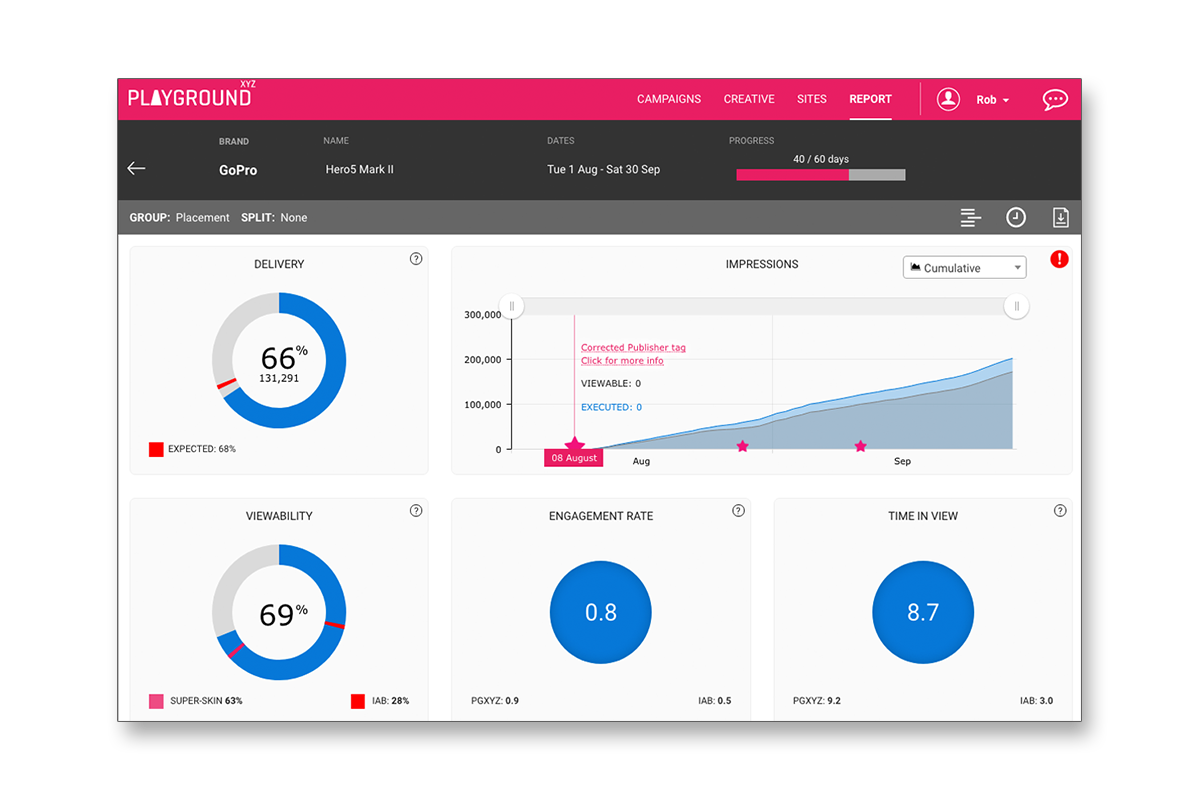 PLAYGROUND XYZ
CAMPAIGNS CREATIVE SITES REPORT Rob
BRAND NAME DATES PROGRESS
GoPro Hero5 Mark II Tue 1 Aug - Sat 30 Sep 40 / 60 days
GROUP: Placement SPLIT: None
DELIVERY
66%
131,291
EXPECTED: 68%
IMPRESSIONS
Cumulative
300,000
200,000
100,000
0
Corrected Publisher tag
Click for more info
VIEWABLE: 0
EXECUTED: 0
08 August
Aug Sep
VIEWABILITY
69%
SUPER-SKIN 63% IAB: 28%
ENGAGEMENT RATE
0.8
PGXYZ: 0.9 IAB: 0.5
TIME IN VIEW
8.7
PGXYZ: 9.2 IAB: 3.0